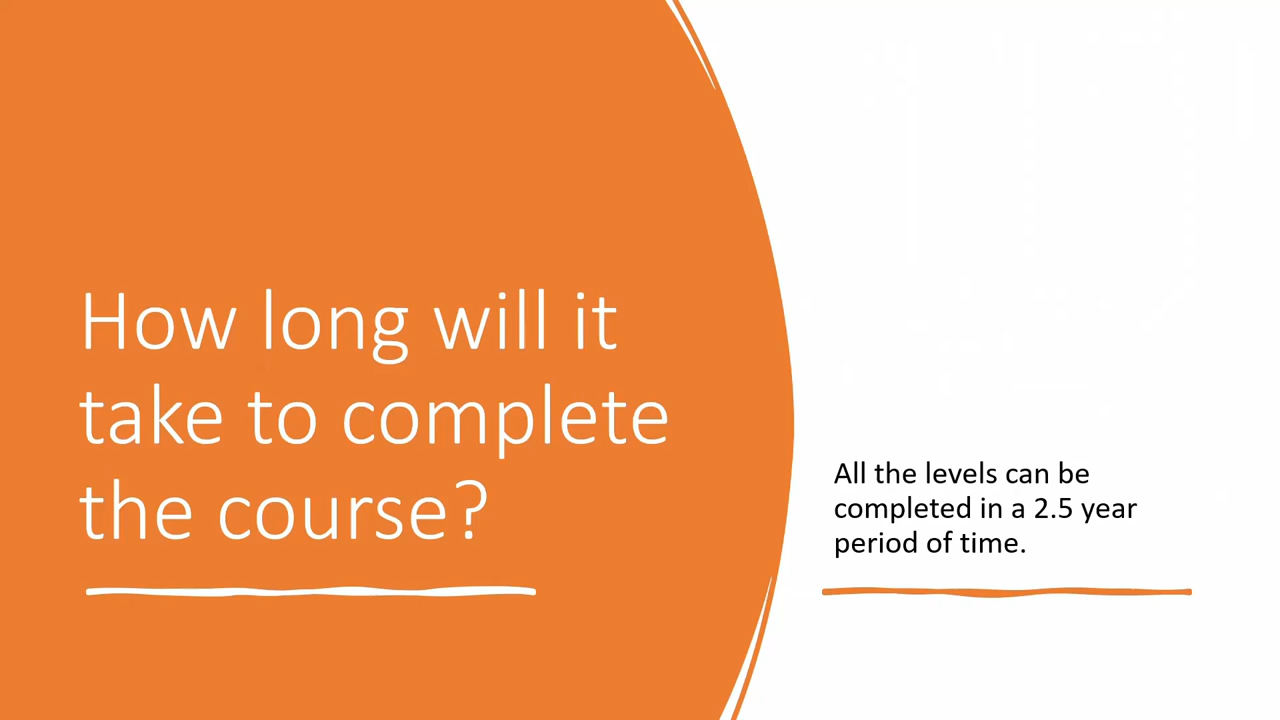 How long will it
take to complete
the course?
All the levels can be
completed in a 2.5 year
period of time.